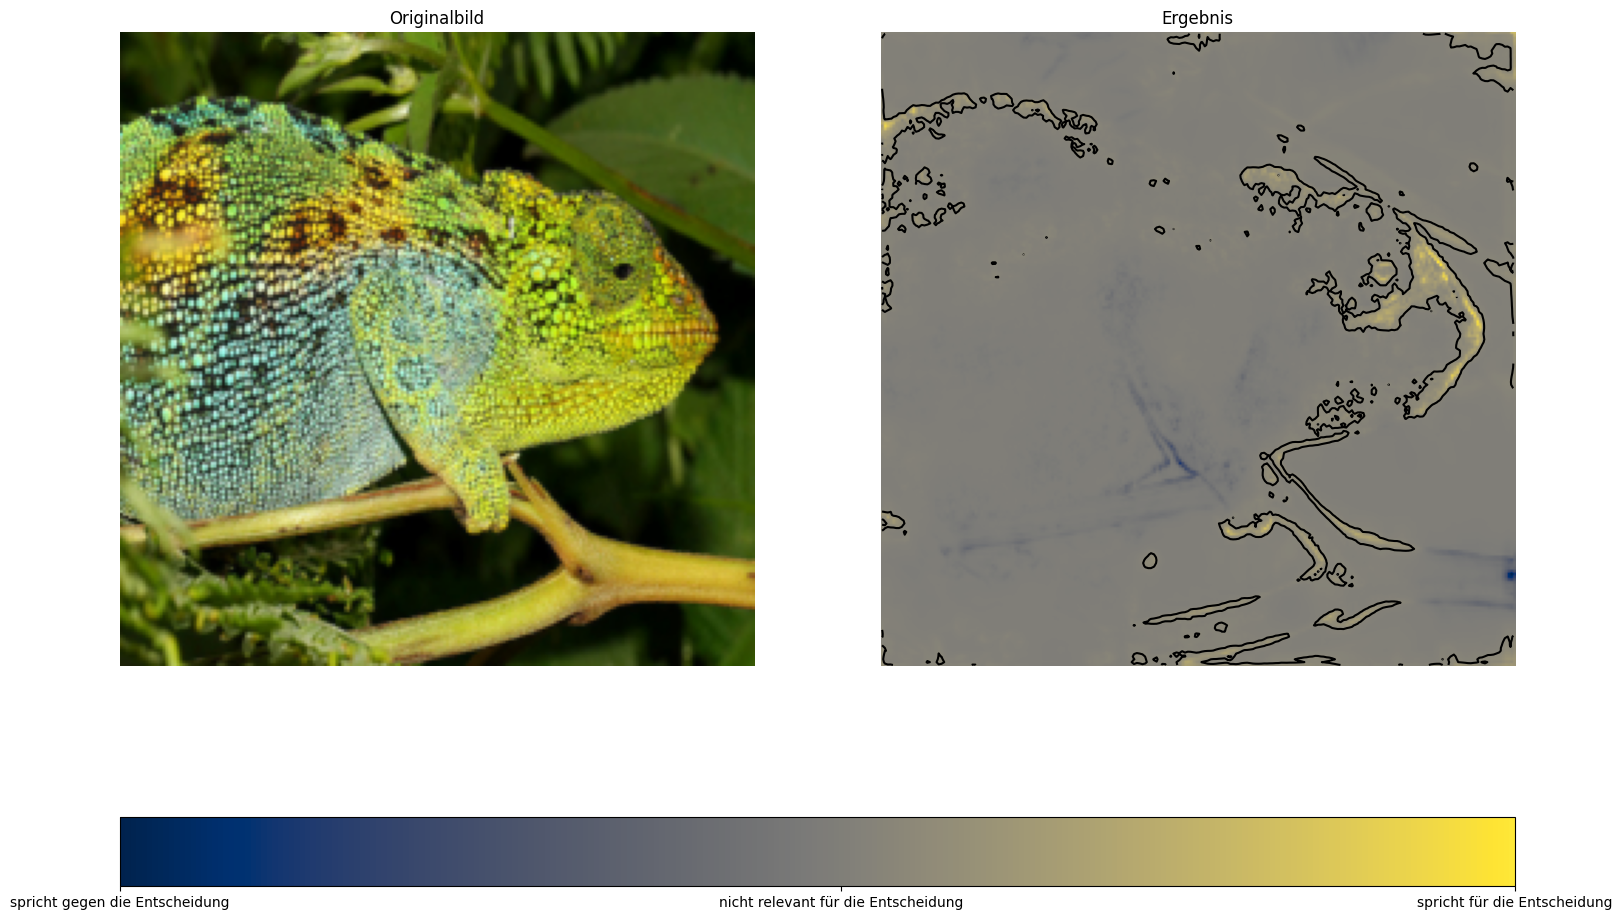 Originalbild
Ergebnis
spricht gegen die Entscheidung
nicht relevant für die Entscheidung
spricht für die Entscheidung